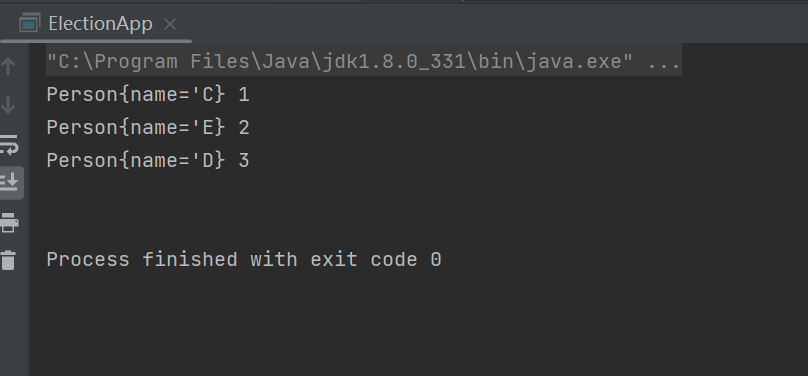 ElectionApp
"C:\Program Files\Java\jdk1.8.0_331\bin\java.exe" ...
Person{name='C} 1
Person{name='E} 2
Person{name='D} 3
Process finished with exit code 0